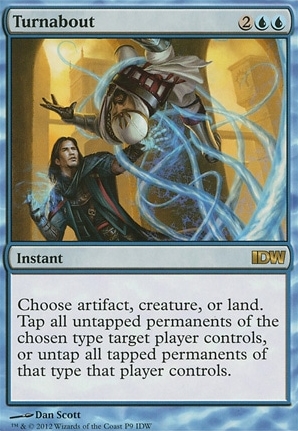 Turnabout 2
Instant IDW
Choose artifact, creature, or land.
Tap all untapped permanents of the
chosen type target player controls,
or untap all tapped permanents of
that type that player controls.
Dan Scott
™ & © 2012 Wizards of the Coast P9 IDW